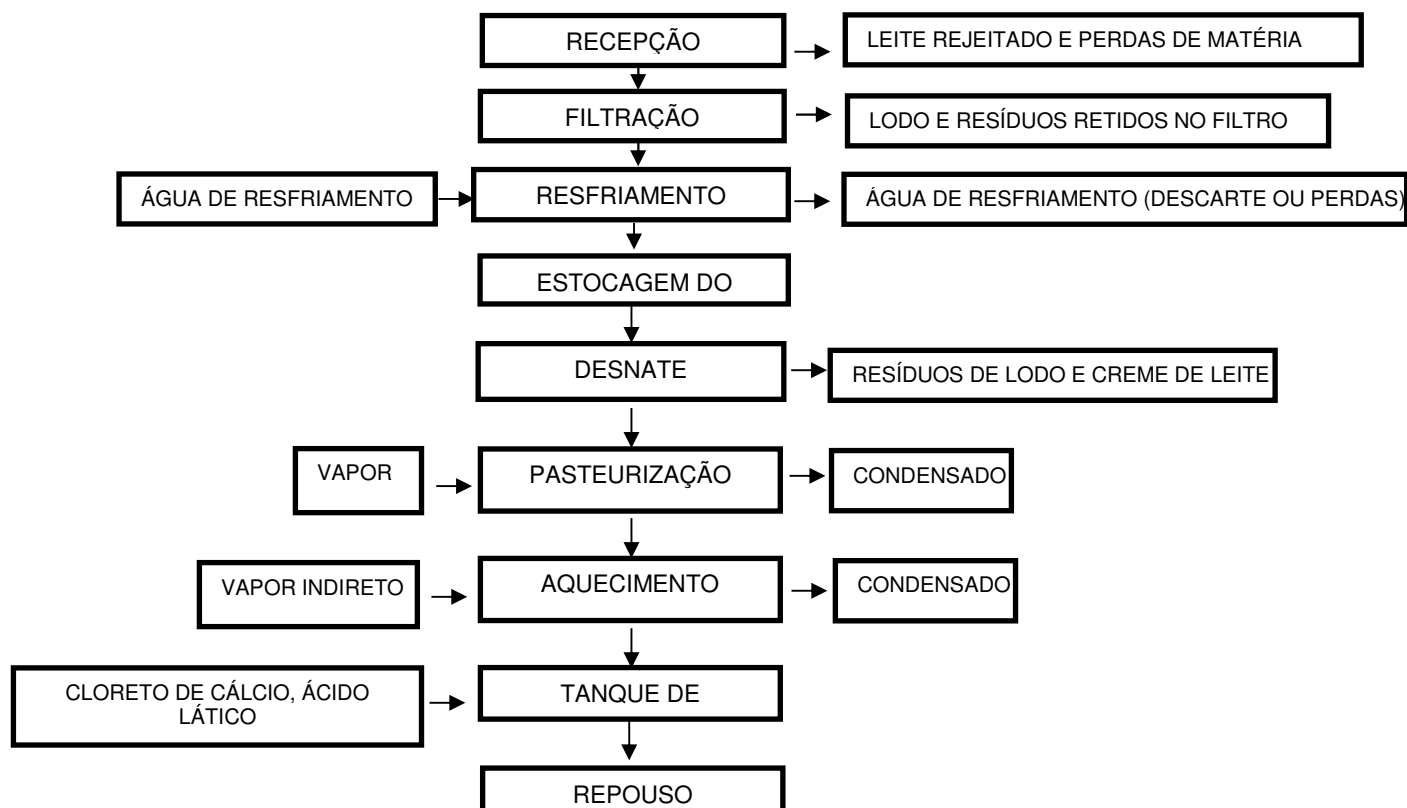 RECEPÇÃO
LEITE REJEITADO E PERDAS DE MATÉRIA
FILTRAÇÃO
LODO E RESÍDUOS RETIDOS NO FILTRO
ÁGUA DE RESFRIAMENTO
RESFRIAMENTO
ÁGUA DE RESFRIAMENTO (DESCARTE OU PERDAS)
ESTOCAGEM DO
DESNATE
RESÍDUOS DE LODO E CREME DE LEITE
VAPOR
PASTEURIZAÇÃO
CONDENSADO
VAPOR INDIRETO
AQUECIMENTO
CONDENSADO
CLORETO DE CÁLCIO, ÁCIDO
LÁTICO
TANQUE DE
REPOUSO